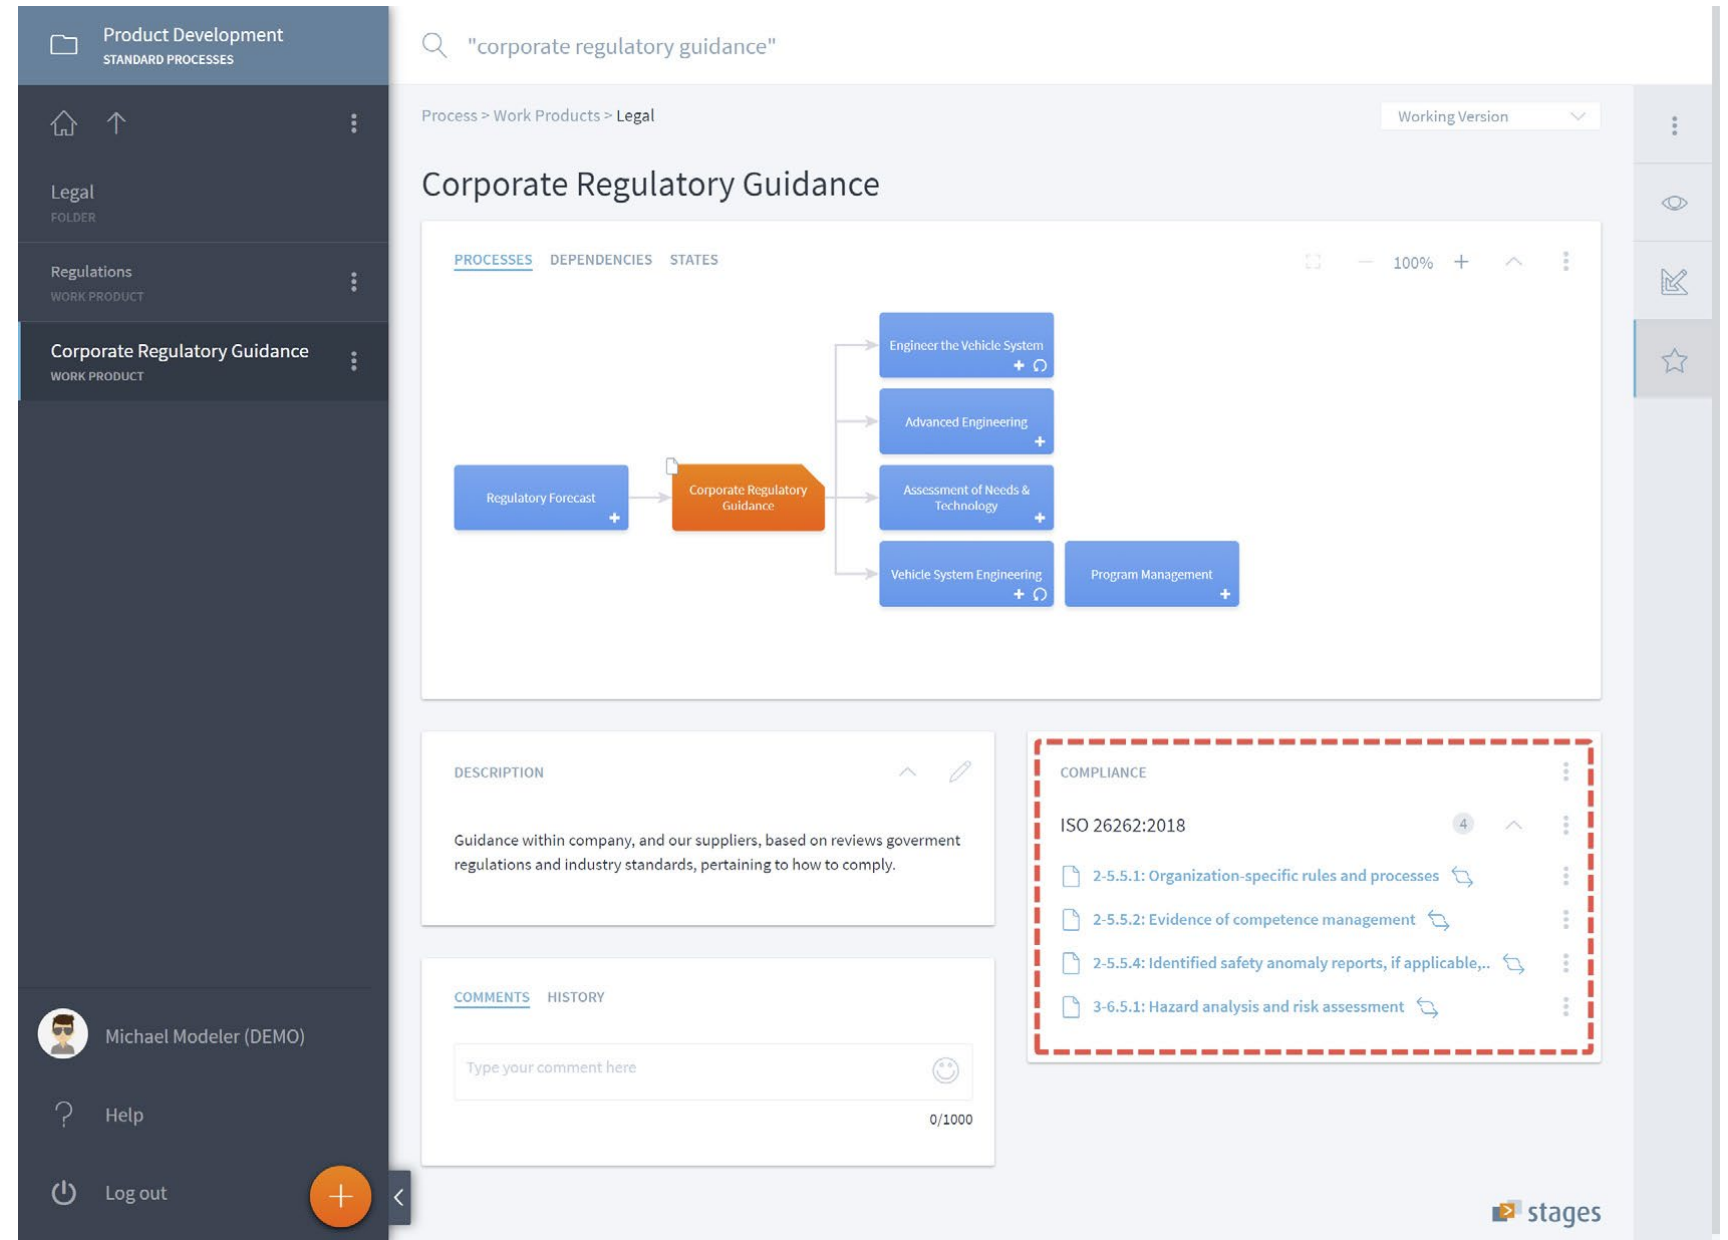 Product Development
STANDARD PROCESSES
"corporate regulatory guidance"
Process > Work Products > Legal
Working Version
Legal
FOLDER
Regulations
WORK PRODUCT
Corporate Regulatory Guidance
WORK PRODUCT
Corporate Regulatory Guidance
PROCESSES DEPENDENCIES STATES
100%
Engineer the Vehicle System
Advanced Engineering
Regulatory Forecast
Corporate Regulatory
Guidance
Assessment of Needs &
Technology
Vehicle System Engineering
Program Management
DESCRIPTION
Guidance within company, and our suppliers, based on reviews goverment
regulations and industry standards, pertaining to how to comply.
COMPLIANCE
ISO 26262:2018
4
2-5.5.1: Organization-specific rules and processes
2-5.5.2: Evidence of competence management
2-5.5.4: Identified safety anomaly reports, if applicable,..
3-6.5.1: Hazard analysis and risk assessment
COMMENTS HISTORY
Type your comment here
0/1000
Michael Modeler (DEMO)
Help
Log out
stages